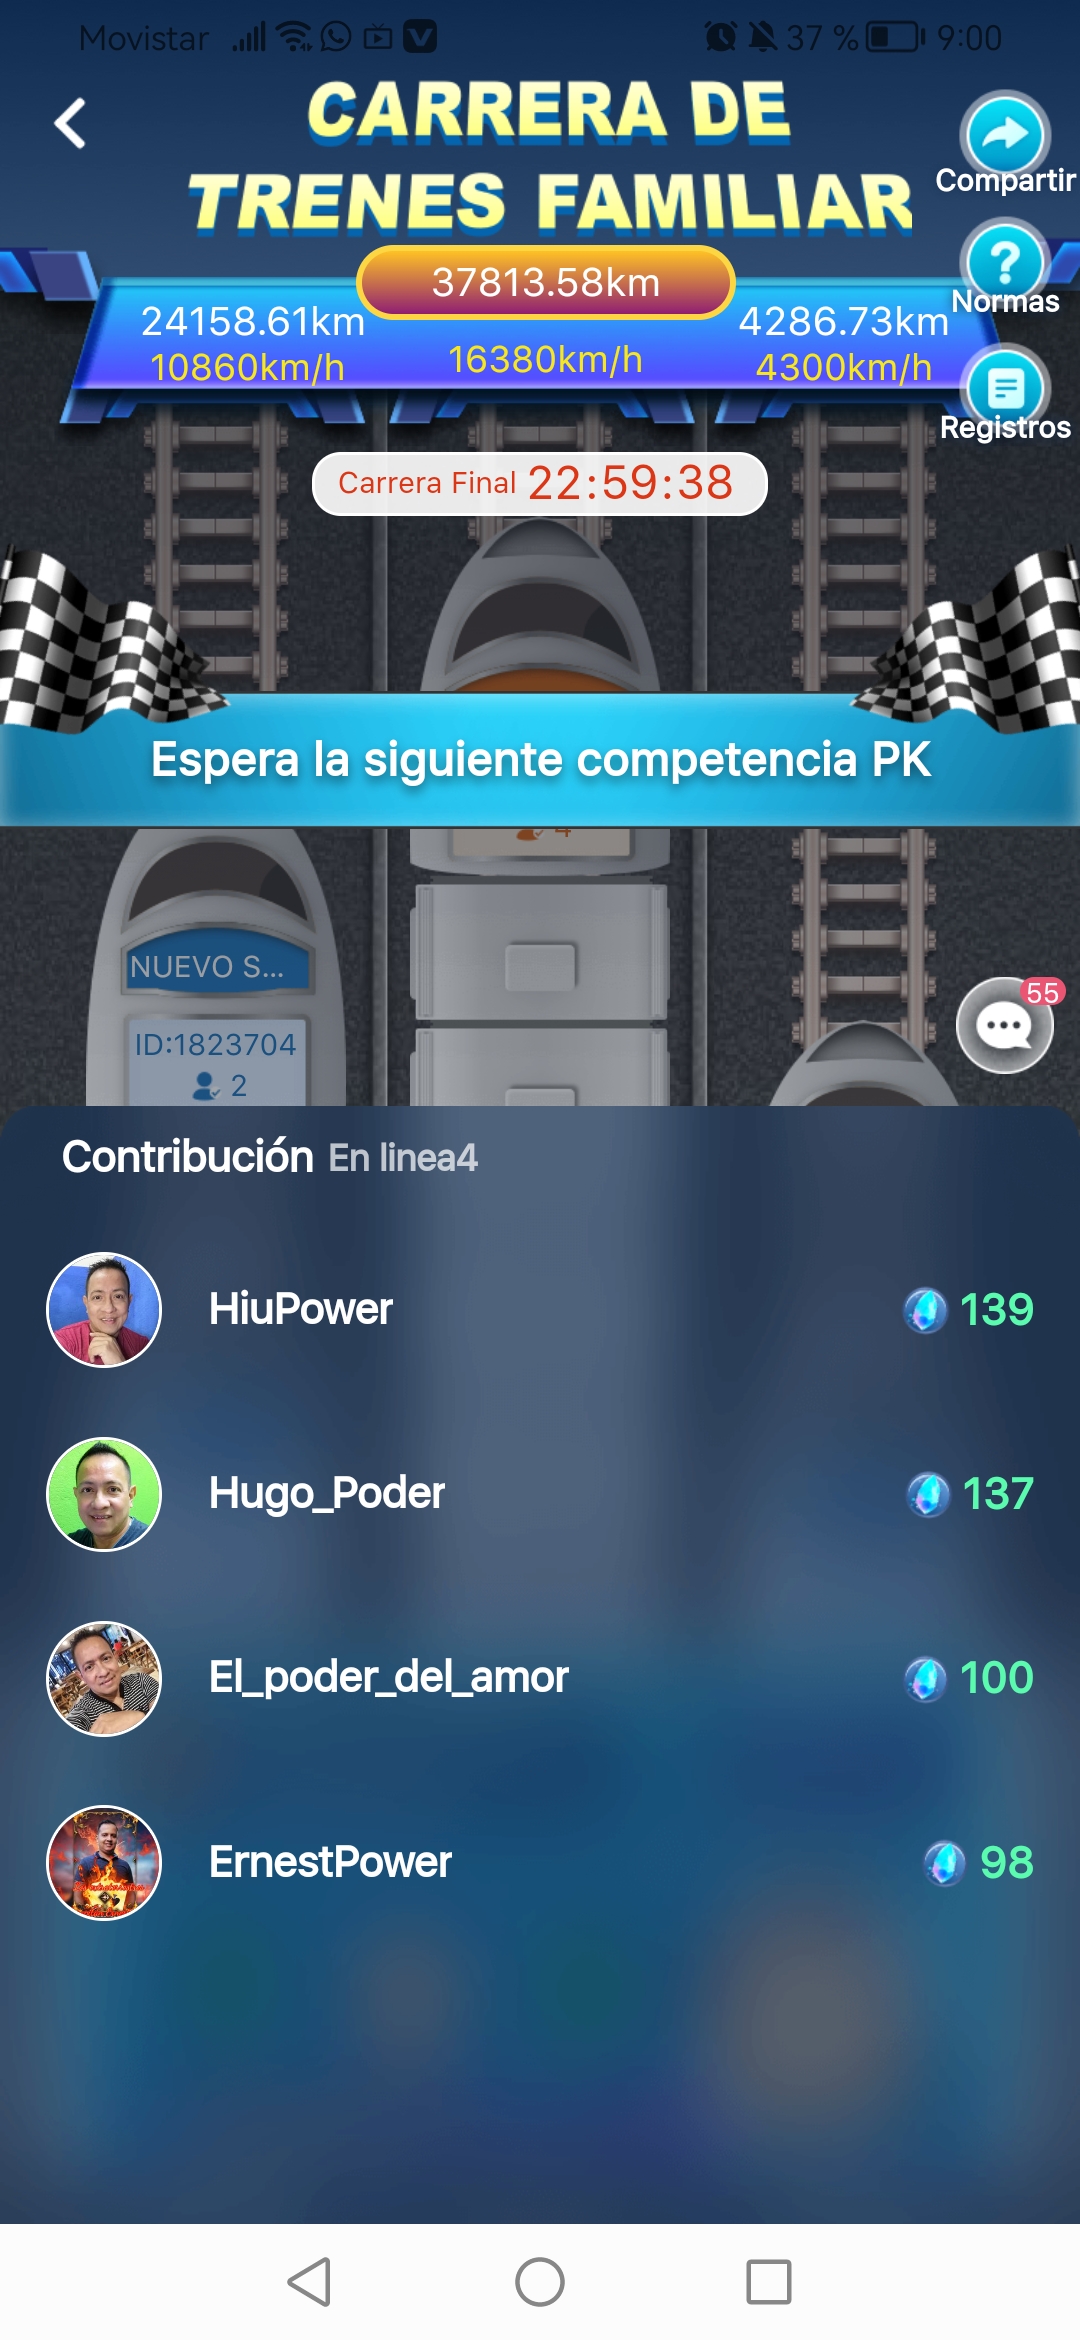 Movistar 37 % 9:00
CARRERA DE
TRENES FAMILIAR
Compartir
Normas
Registros
37813.58km
24158.61km
4286.73km
10860km/h
16380km/h
4300km/h
Carrera Final 22:59:38
Espera la siguiente competencia PK
4
NUEVO S...
ID:1823704
2
55
Contribución En linea4
HiuPower 139
Hugo_Poder 137
El_poder_del_amor 100
ErnestPower 98